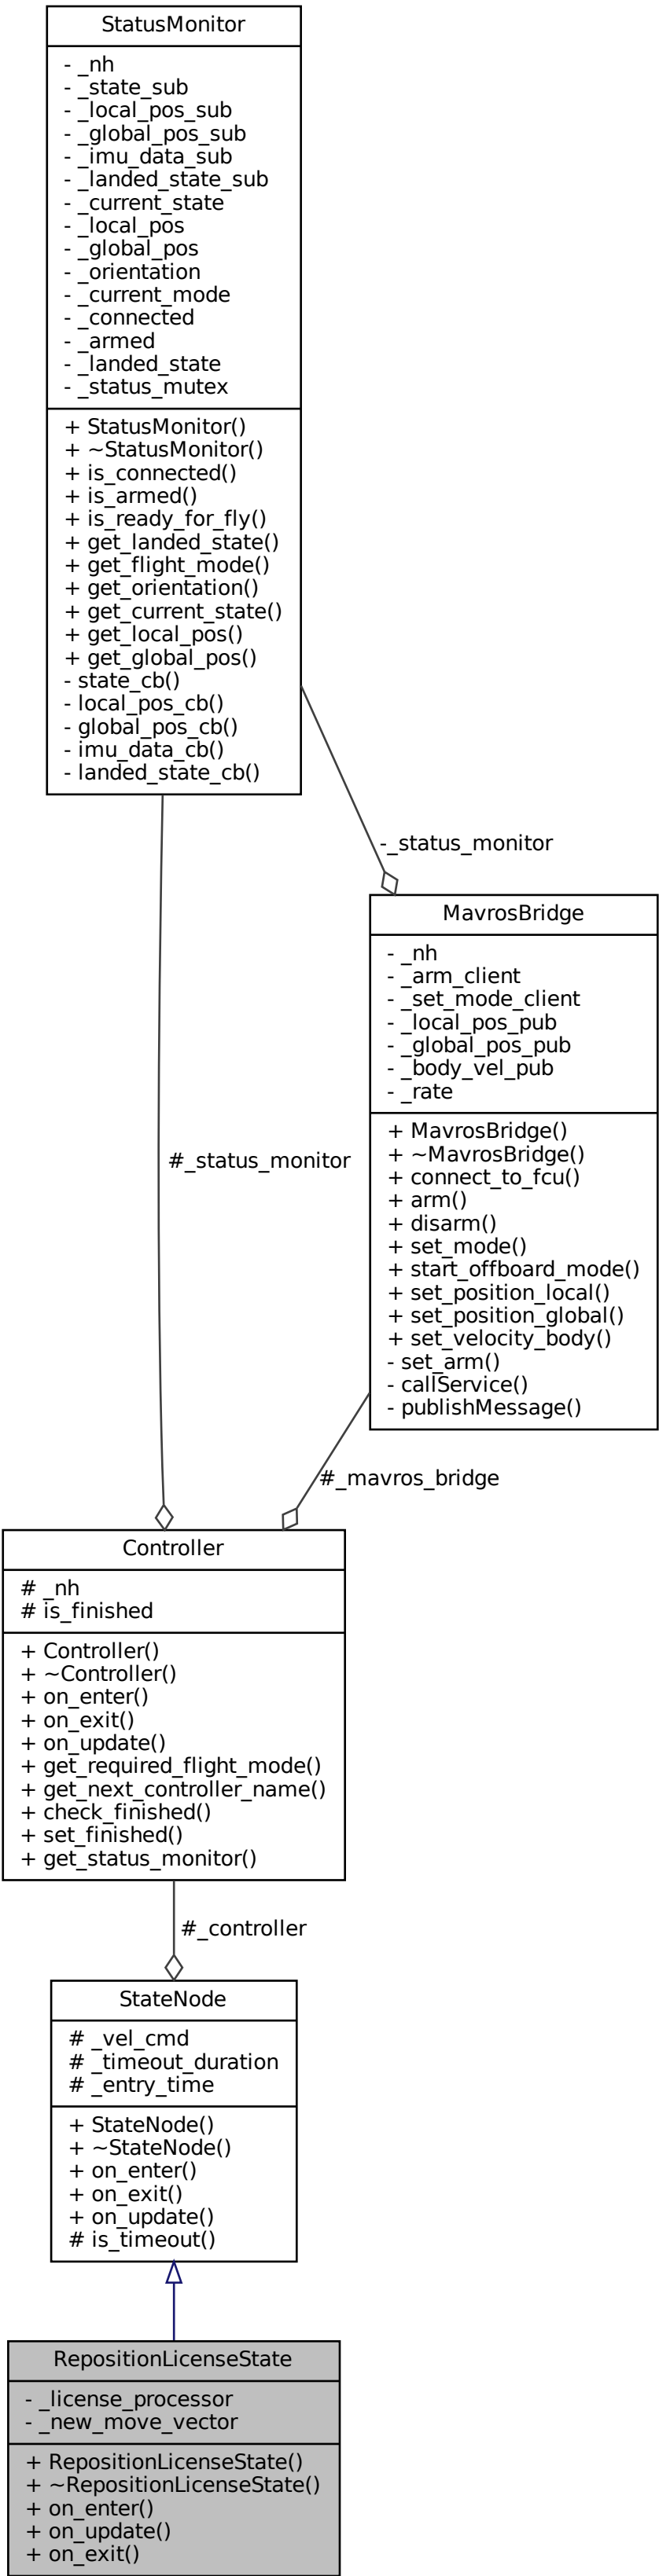 StatusMonitor
- _nh
- _state_sub
- _local_pos_sub
- _global_pos_sub
- _imu_data_sub
- _landed_state_sub
- _current_state
- _local_pos
- _global_pos
- _orientation
- _current_mode
- _connected
- _armed
- _landed_state
- _status_mutex
+ StatusMonitor()
+ ~StatusMonitor()
+ is_connected()
+ is_armed()
+ is_ready_for_fly()
+ get_landed_state()
+ get_flight_mode()
+ get_orientation()
+ get_current_state()
+ get_local_pos()
+ get_global_pos()
- state_cb()
- local_pos_cb()
- global_pos_cb()
- imu_data_cb()
- landed_state_cb()
-_status_monitor
MavrosBridge
- _nh
- _arm_client
- _set_mode_client
- _local_pos_pub
- _global_pos_pub
- _body_vel_pub
- _rate
+ MavrosBridge()
+ ~MavrosBridge()
+ connect_to_fcu()
+ arm()
+ disarm()
+ set_mode()
+ start_offboard_mode()
+ set_position_local()
+ set_position_global()
+ set_velocity_body()
- set_arm()
- callService()
- publishMessage()
#_status_monitor
#_mavros_bridge
Controller
# _nh
# is_finished
+ Controller()
+ ~Controller()
+ on_enter()
+ on_exit()
+ on_update()
+ get_required_flight_mode()
+ get_next_controller_name()
+ check_finished()
+ set_finished()
+ get_status_monitor()
#_controller
StateNode
# _vel_cmd
# _timeout_duration
# _entry_time
+ StateNode()
+ ~StateNode()
+ on_enter()
+ on_exit()
+ on_update()
# is_timeout()
RepositionLicenseState
- _license_processor
- _new_move_vector
+ RepositionLicenseState()
+ ~RepositionLicenseState()
+ on_enter()
+ on_update()
+ on_exit()